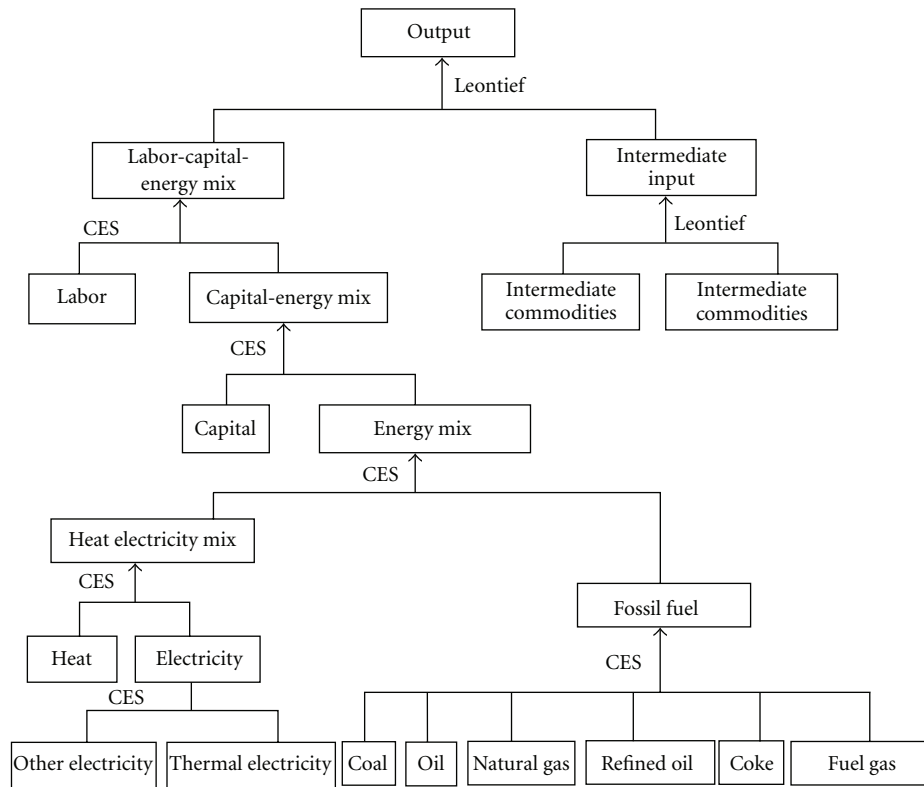 Output
Leontief
Labor-capital-
energy mix
Intermediate
input
CES
Leontief
Labor
Capital-energy mix
Intermediate
commodities
Intermediate
commodities
CES
Capital
Energy mix
CES
Heat electricity mix
CES
Fossil fuel
Heat
Electricity
CES
CES
Other electricity
Thermal electricity
Coal
Oil
Natural gas
Refined oil
Coke
Fuel gas